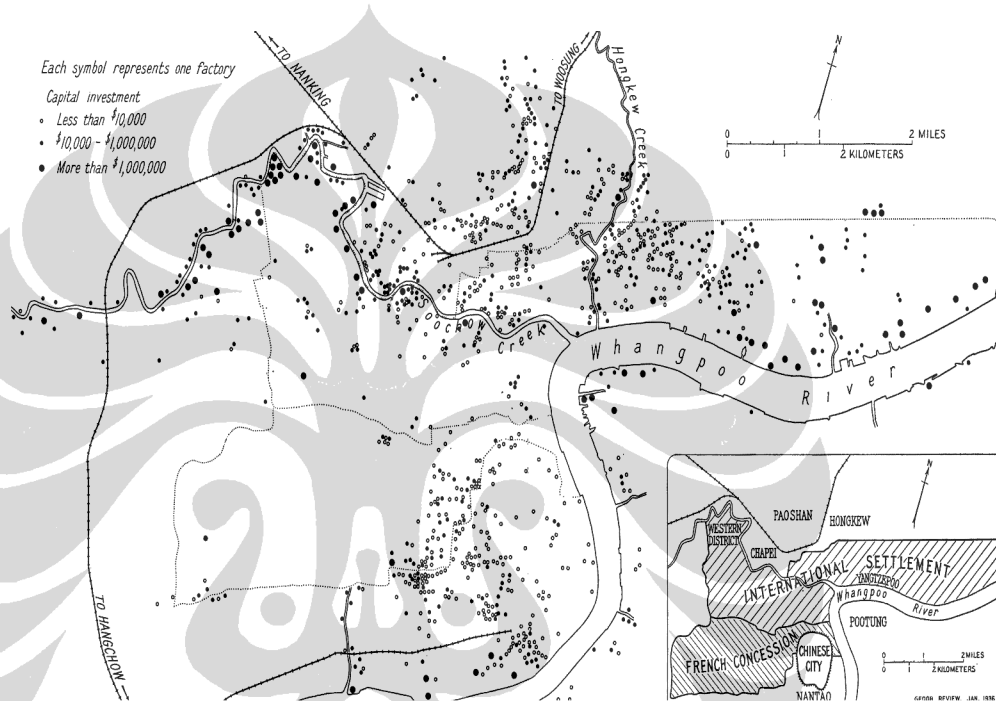 Each symbol represents one factory
Capital investment
Less than $10,000
$10,000 - $1,000,000
More than $1,000,000
TO NANKING
TO WOOSUNG
Hongkew Creek
N
0 1 2 MILES
0 1 2 KILOMETERS
Soochow
Creek
Whangpoo
River
TO HANGCHOW
N
PAOSHAN
HONGKEW
WESTERN
DISTRICT
CHAPEI
INTERNATIONAL SETTLEMENT
YANGTZEPOO
Whangpoo
River
POOTUNG
FRENCH CONCESSION
CHINESE
CITY
NANTAO
0 1 2 MILES
0 1 2 KILOMETERS
GEOGR. REVIEW, JAN. 1936